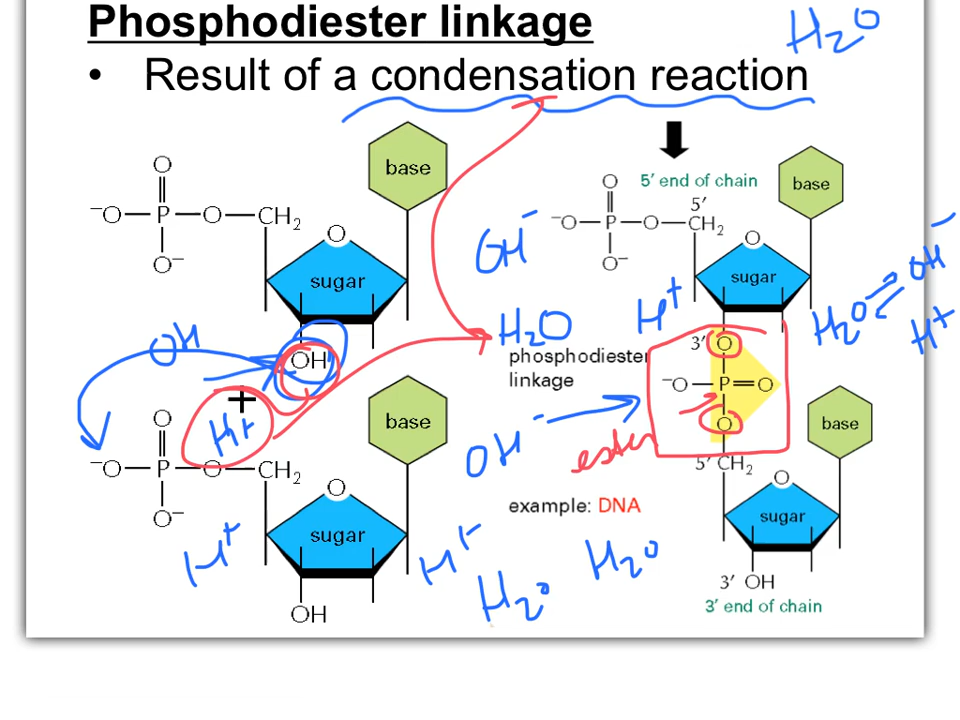 Phosphodiester linkage
H₂O
• Result of a condensation reaction
O
⁻O—P—O—CH₂
O⁻
O
base
sugar
OH
OH
+
H+
O
⁻O—P—O—CH₂
O⁻
O
base
sugar
OH
H+
H+
H₂O
H₂O
OH⁻
H₂O
phosphodiester
linkage
OH⁻
ester
example: DNA
5′ end of chain
O
5′
⁻O—P—O—CH₂
O⁻
O
base
sugar
H+
H₂O
OH⁻
H+
3′ O
⁻O—P=O
O
5′ CH₂
O
base
sugar
3′ OH
3′ end of chain